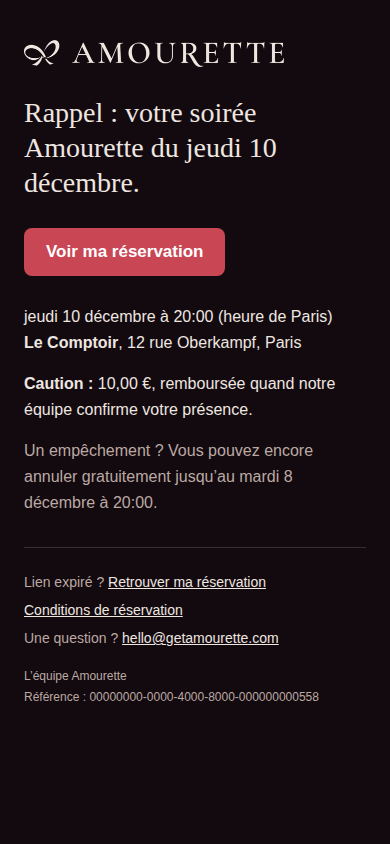 AMOURETTE
Rappel : votre soirée
Amourette du jeudi 10
décembre.
Voir ma réservation
jeudi 10 décembre à 20:00 (heure de Paris)
Le Comptoir, 12 rue Oberkampf, Paris
Caution : 10,00 €, remboursée quand notre
équipe confirme votre présence.
Un empêchement ? Vous pouvez encore
annuler gratuitement jusqu’au mardi 8
décembre à 20:00.
Lien expiré ? Retrouver ma réservation
Conditions de réservation
Une question ? hello@getamourette.com
L’équipe Amourette
Référence : 00000000-0000-4000-8000-000000000558